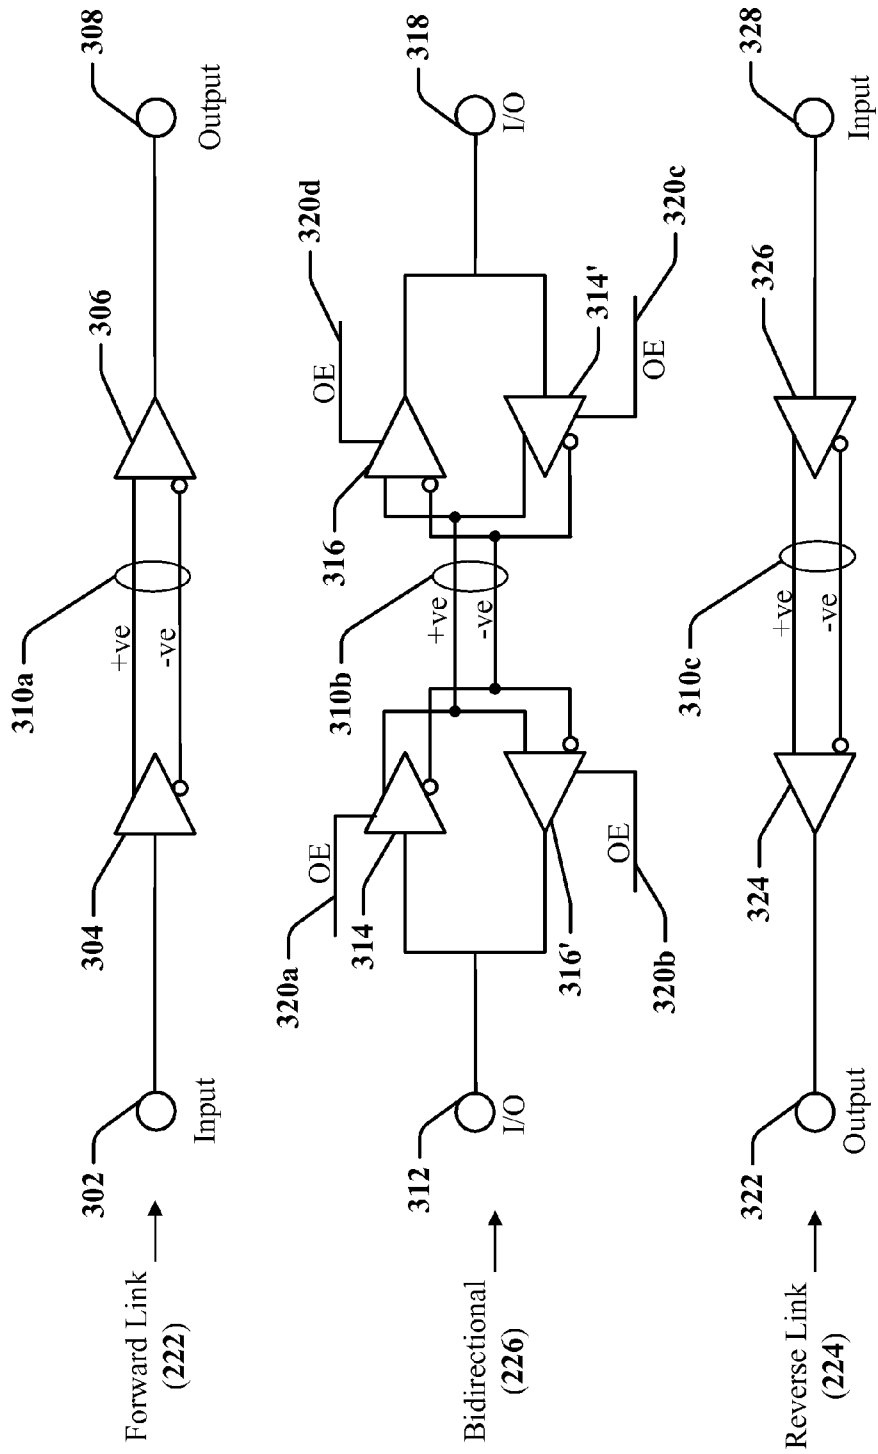 308
Output
306
310a
+ve
-ve
304
302
Input
Forward Link
(222)
318
I/O
320d
OE
320c
OE
314'
316
310b
+ve
-ve
320a
OE
314
316'
OE
320b
312
I/O
Bidirectional
(226)
328
Input
326
310c
+ve
-ve
324
322
Output
Reverse Link
(224)